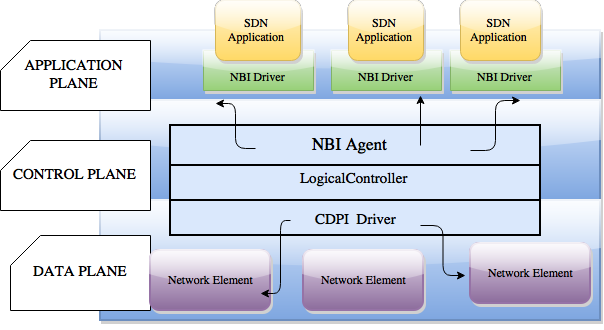 SDN
Application
SDN
Application
SDN
Application
NBI Driver
NBI Driver
NBI Driver
APPLICATION
PLANE
NBI Agent
LogicalController
CDPI Driver
CONTROL PLANE
DATA PLANE
Network Element
Network Element
Network Element